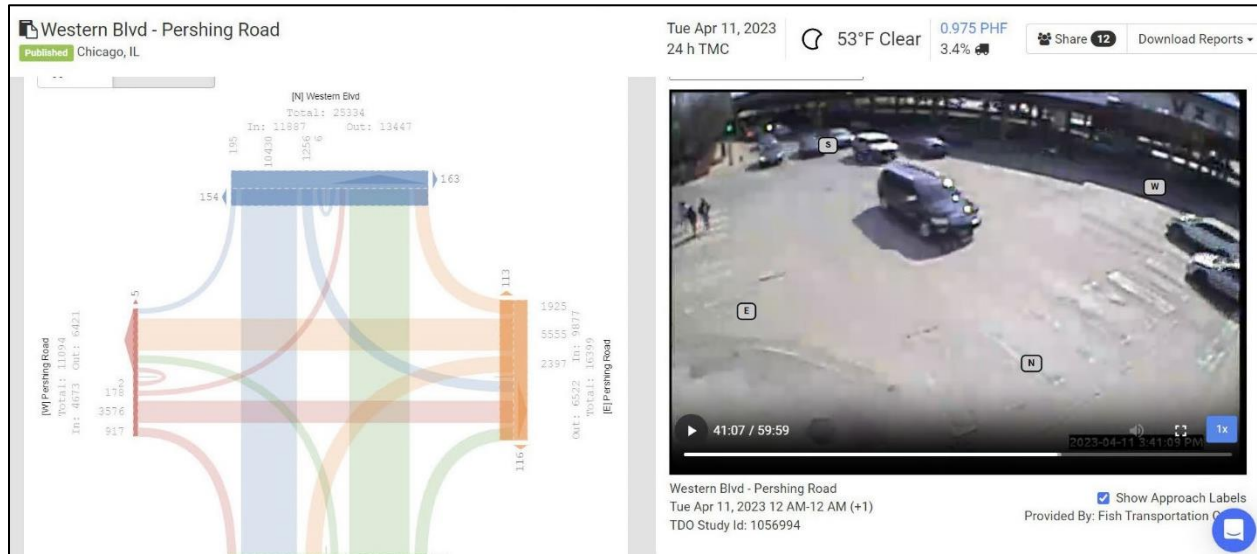 Western Blvd - Pershing Road
Published Chicago, IL
Tue Apr 11, 2023
24 h TMC
53°F Clear
0.975 PHF
3.4%
Share 12
Download Reports
[N] Western Blvd
Total: 25334
In: 11887 Out: 13447
195
10430
1256
6
154
163
5
[W] Pershing Road
Total: 11094
In: 4673 Out: 6421
2
178
3576
917
113
1925
5555
2397
Out: 6522 In: 9877
Total: 16399
[E] Pershing Road
116
S
W
E
N
41:07 / 59:59
1x
2023-04-11 3:41:09 PM
Western Blvd - Pershing Road
Tue Apr 11, 2023 12 AM-12 AM (+1)
TDO Study Id: 1056994
Show Approach Labels
Provided By: Fish Transportation G